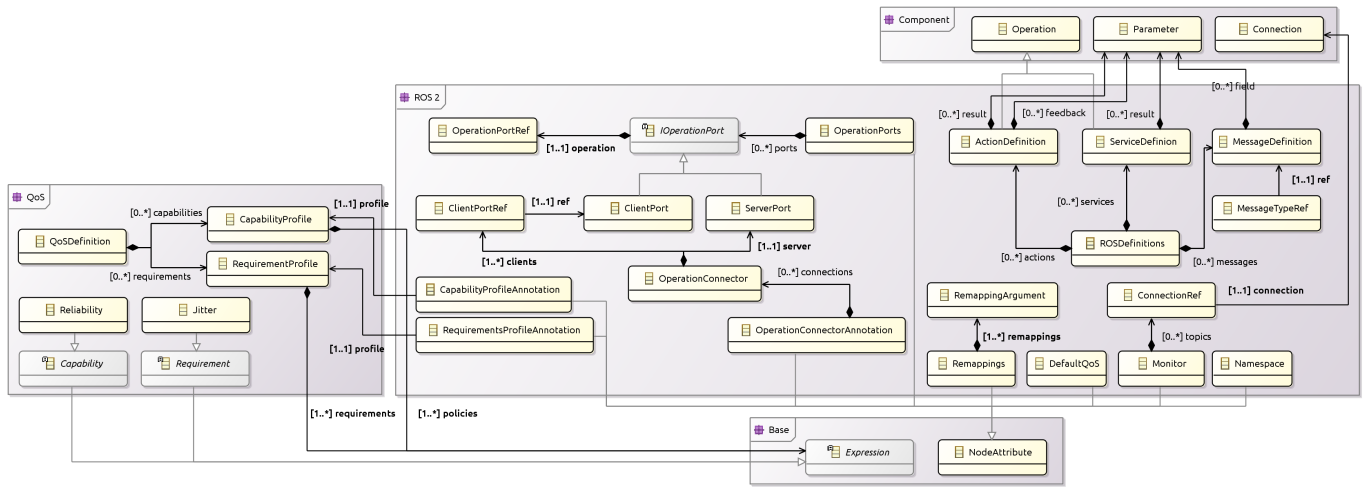 Component
Operation
Parameter
Connection
ROS 2
[0..*] field
OperationPortRef
IOperationPort
OperationPorts
[1..1] operation
[0..*] ports
[0..*] result
[0..*] feedback
[0..*] result
ActionDefinition
ServiceDefinion
MessageDefinition
[1..1] ref
QoS
[0..*] capabilities
CapabilityProfile
[1..1] profile
QoSDefinition
[0..*] requirements
RequirementProfile
Reliability
Jitter
Capability
Requirement
ClientPortRef
[1..1] ref
ClientPort
ServerPort
[1..*] clients
[1..1] server
OperationConnector
[0..*] connections
CapabilityProfileAnnotation
RequirementsProfileAnnotation
OperationConnectorAnnotation
[1..1] profile
[0..*] services
MessageTypeRef
ROSDefinitions
[0..*] actions
[0..*] messages
RemappingArgument
ConnectionRef
[1..1] connection
[1..*] remappings
[0..*] topics
Remappings
DefaultQoS
Monitor
Namespace
[1..*] requirements
[1..*] policies
Base
Expression
NodeAttribute